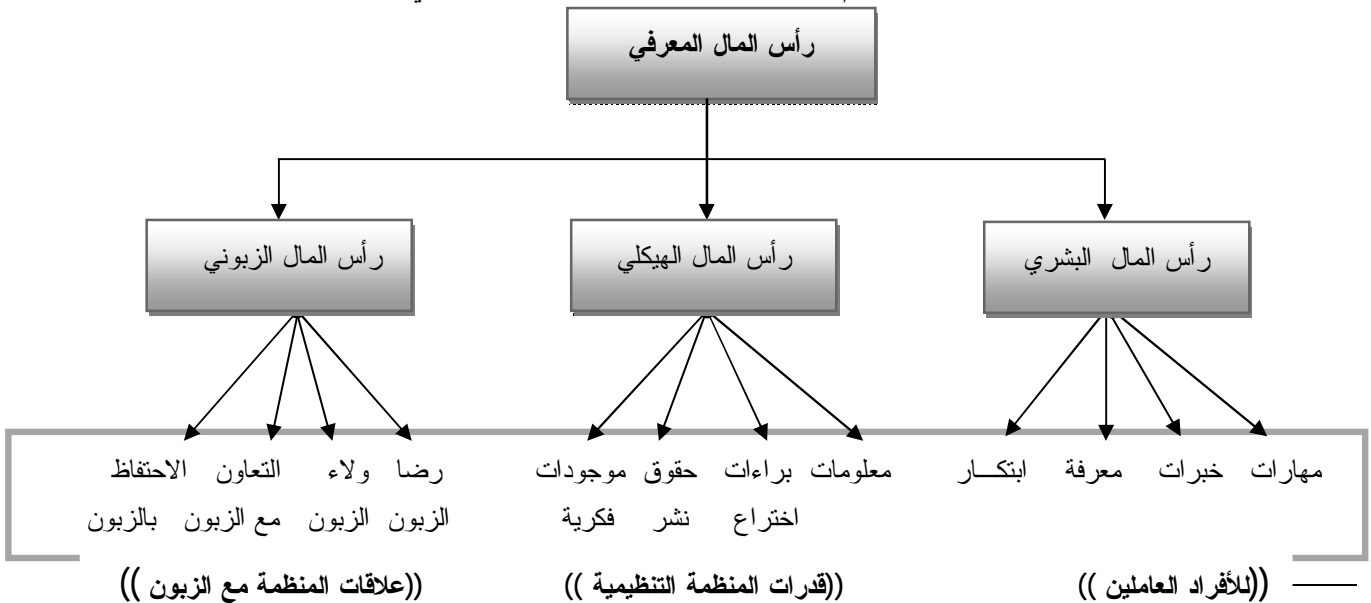 رأس المال المعرفي
رأس المال البشري
رأس المال الهيكلي
رأس المال الزبوني
مهارات خبرات معرفة ابتكـــار
معلومات براءات اختراع حقوق نشر موجودات فكرية
رضا الزبون ولاء الزبون التعاون مع الزبون الاحتفاظ بالزبون
((للأفراد العاملين ))
((قدرات المنظمة التنظيمية ))
((علاقات المنظمة مع الزبون ))